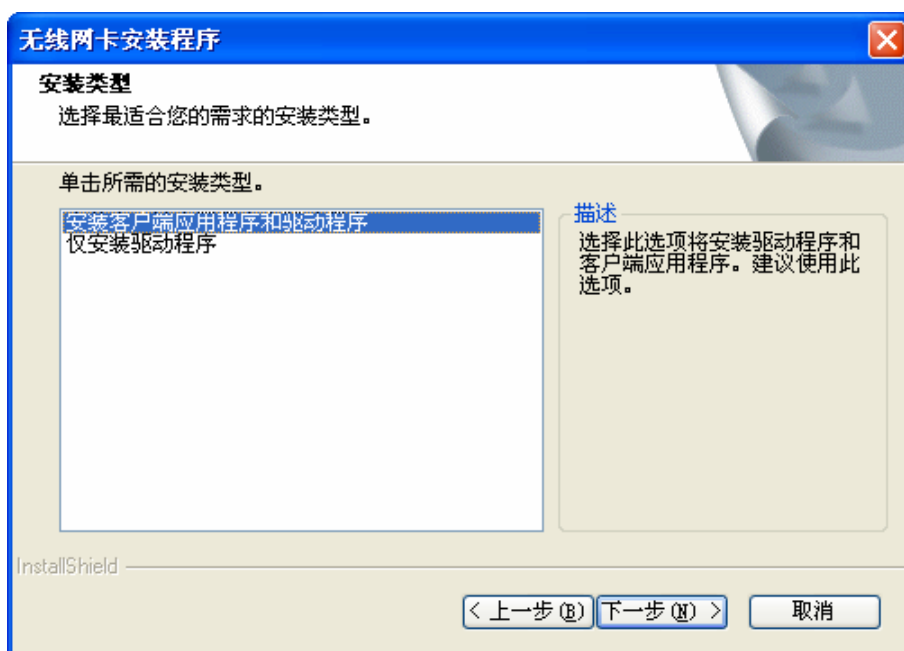 无线网卡安装程序
安装类型
选择最适合您的需求的安装类型。
单击所需的安装类型。
安装客户端应用程序和驱动程序
仅安装驱动程序
描述
选择此选项将安装驱动程序和
客户端应用程序。建议使用此
选项。
InstallShield
< 上一步(B)
下一步(N) >
取消